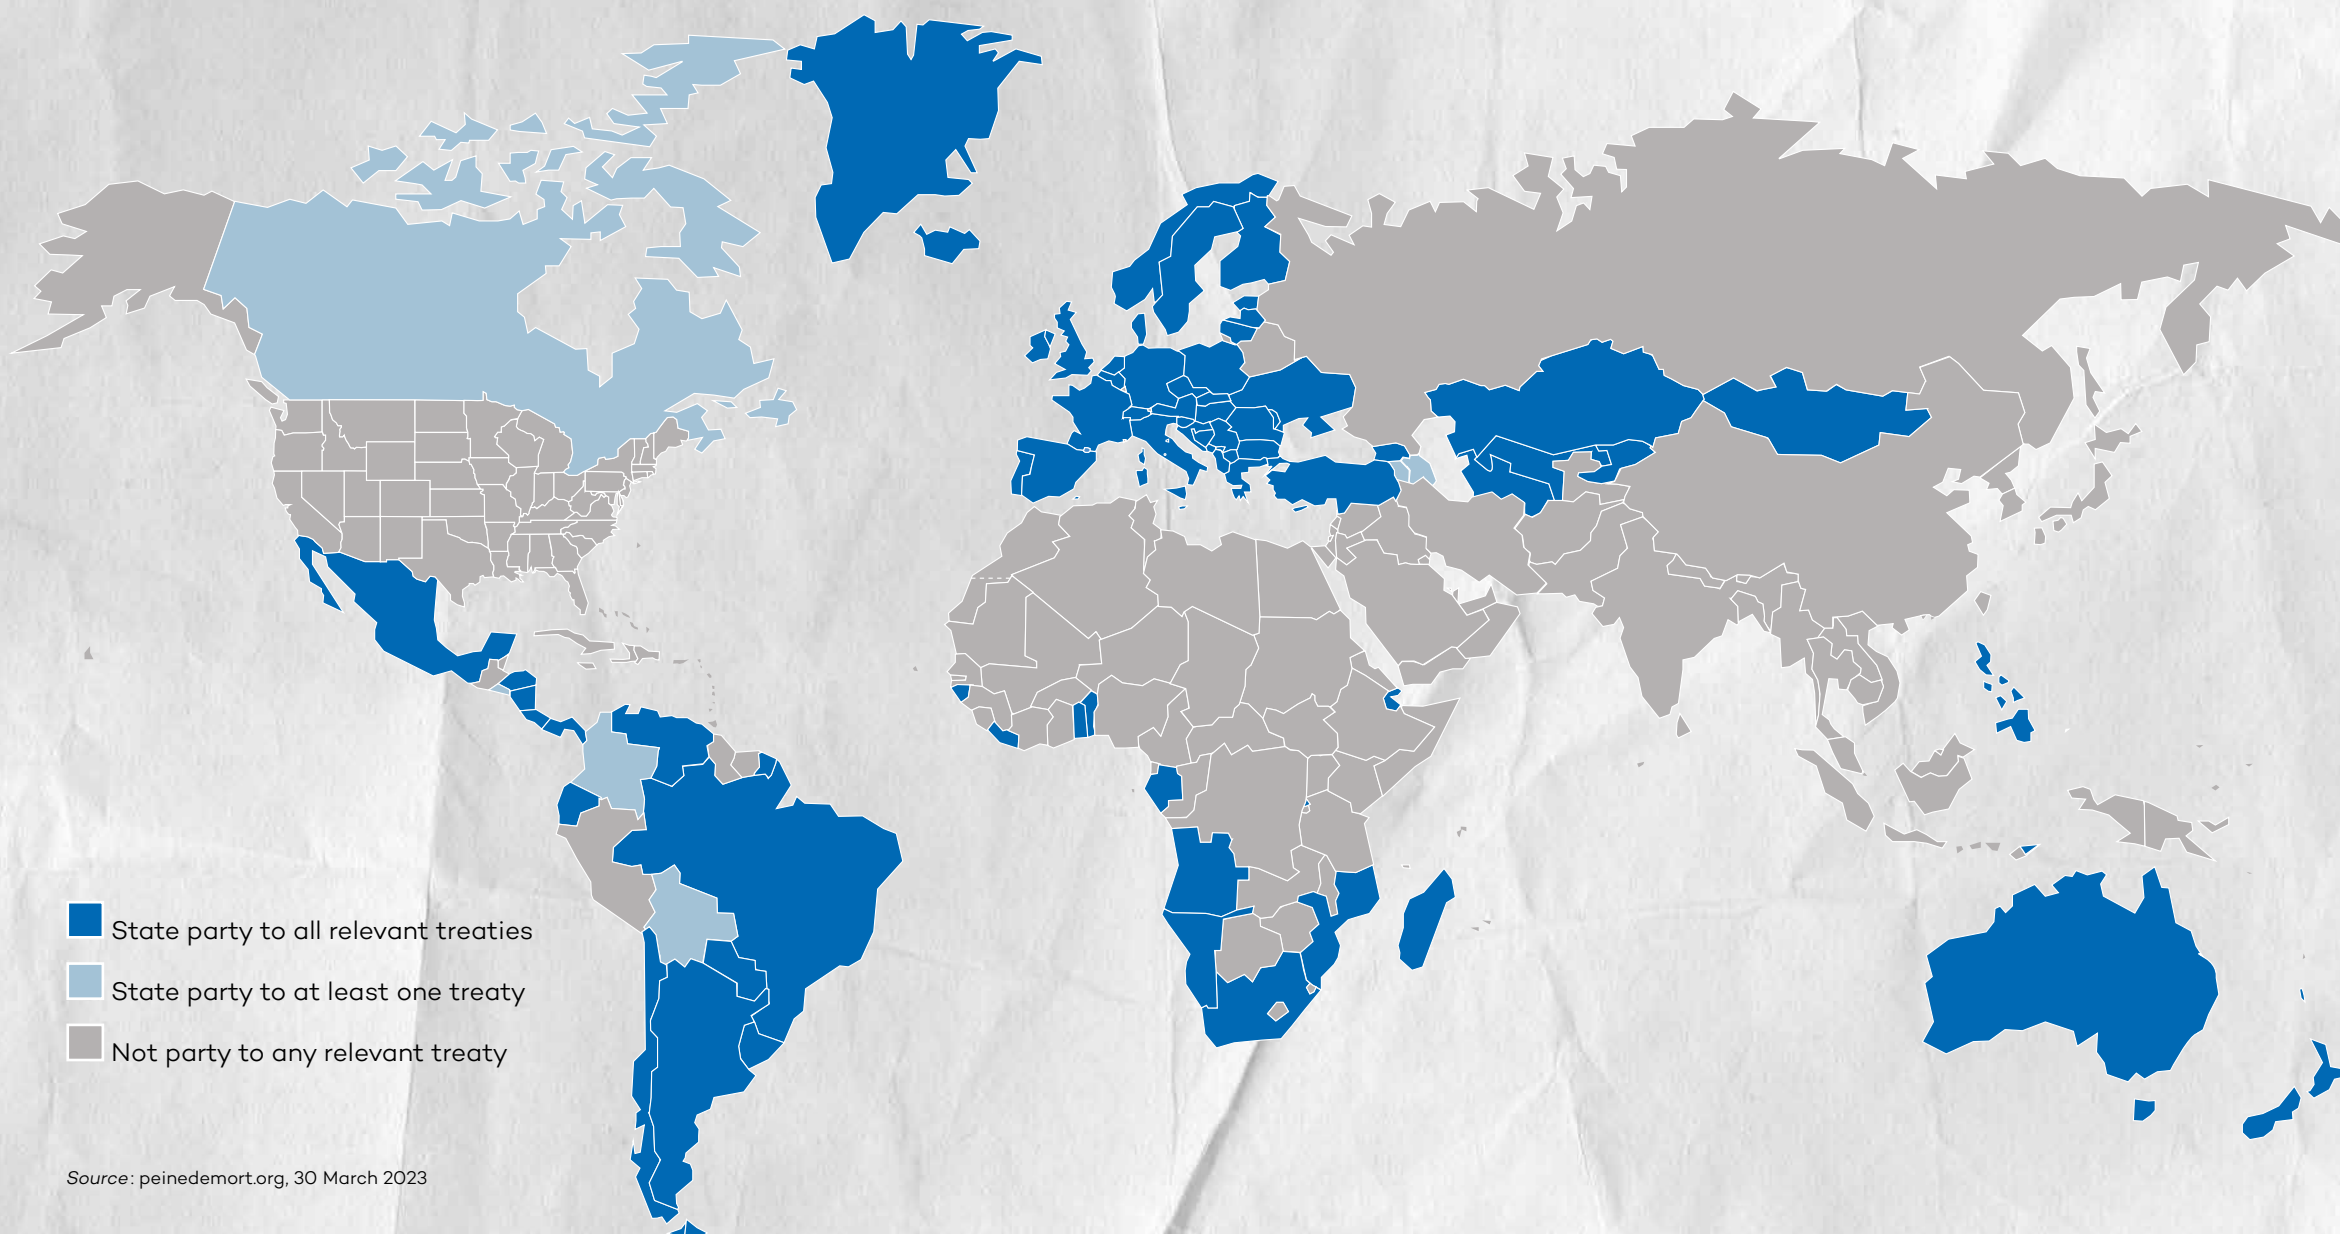 State party to all relevant treaties
State party to at least one treaty
Not party to any relevant treaty
Source: peinedemort.org, 30 March 2023